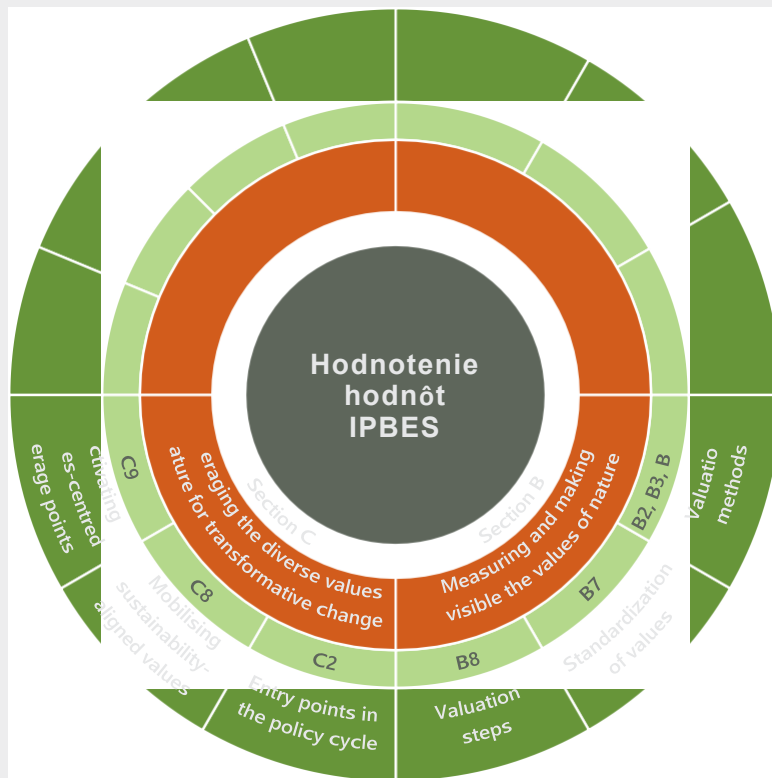 Hodnotenie
hodnôt
IPBES
Section C
eraging the diverse values
ature for transformative change
Section B
Measuring and making
visible the values of nature
C9
C8
C2
B8
B7
B2, B3, B
ctivating
es-centred
erage points
Mobilising
sustainability-
aligned values
Entry points in
the policy cycle
Valuation
steps
Standardization
of values
Valuatio
methods